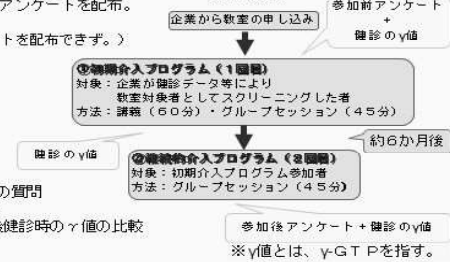 アンケートを配布。
トを配布できず。)
企業から教室の申し込み
参加前アンケート
+
健診のγ値
①初期介入プログラム(1回目)
対象:企業が健診データ等により
教室対象者としてスクリーニングした者
方法:講義(60分)・グループセッション(45分)
約6か月後
健診のγ値
②継続的介入プログラム(2回目)
対象:初期介入プログラム参加者
方法:グループセッション(45分)
の質問
後健診時のγ値の比較
参加後アンケート+健診のγ値
※γ値とは、γ-GTPを指す。